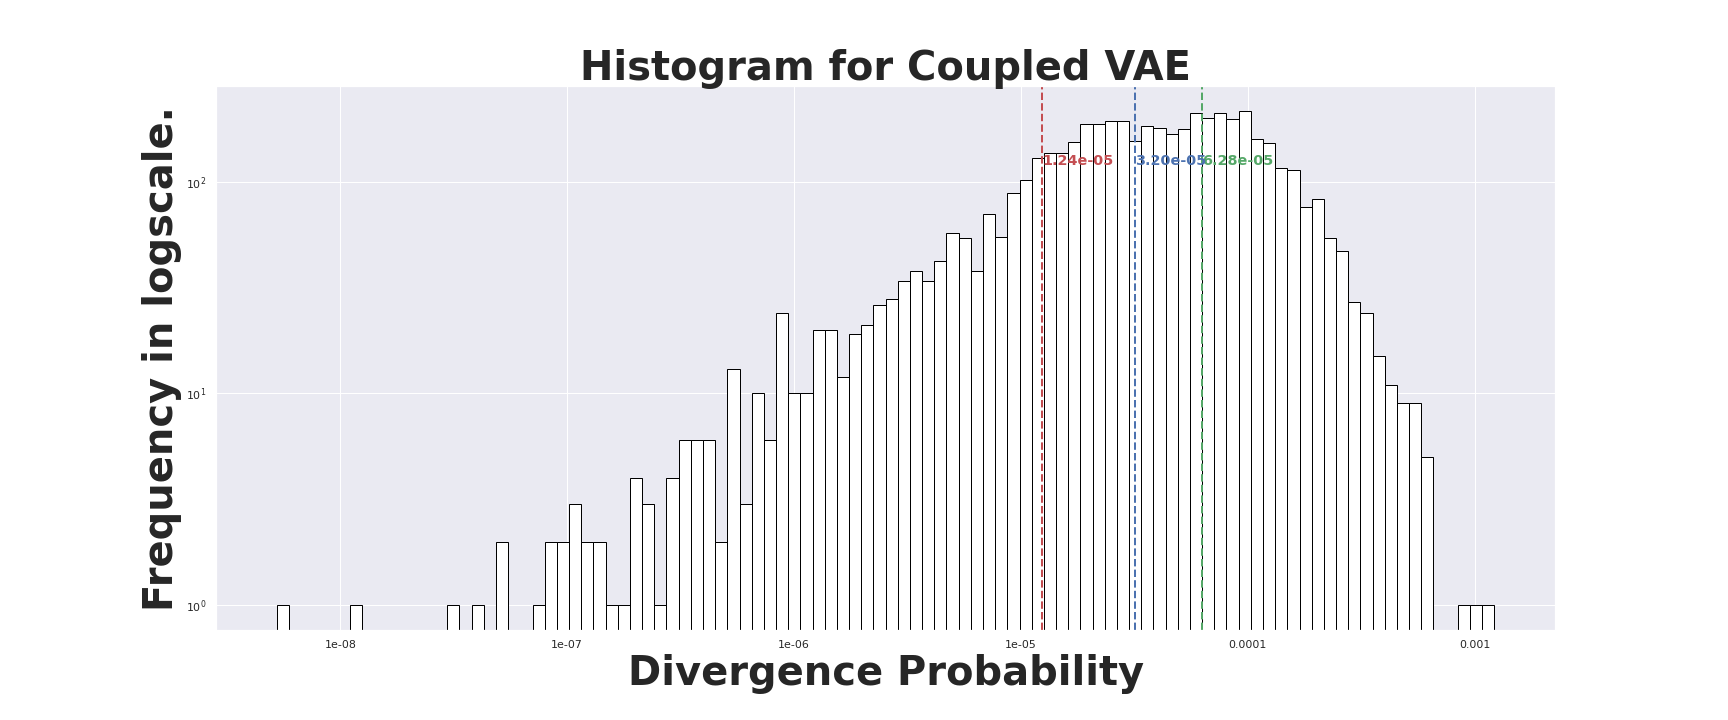 Histogram for Coupled VAE
Frequency in logscale.
10²
10¹
10⁰
1.24e-05
3.20e-05
6.28e-05
1e-08
1e-07
1e-06
1e-05
0.0001
0.001
Divergence Probability